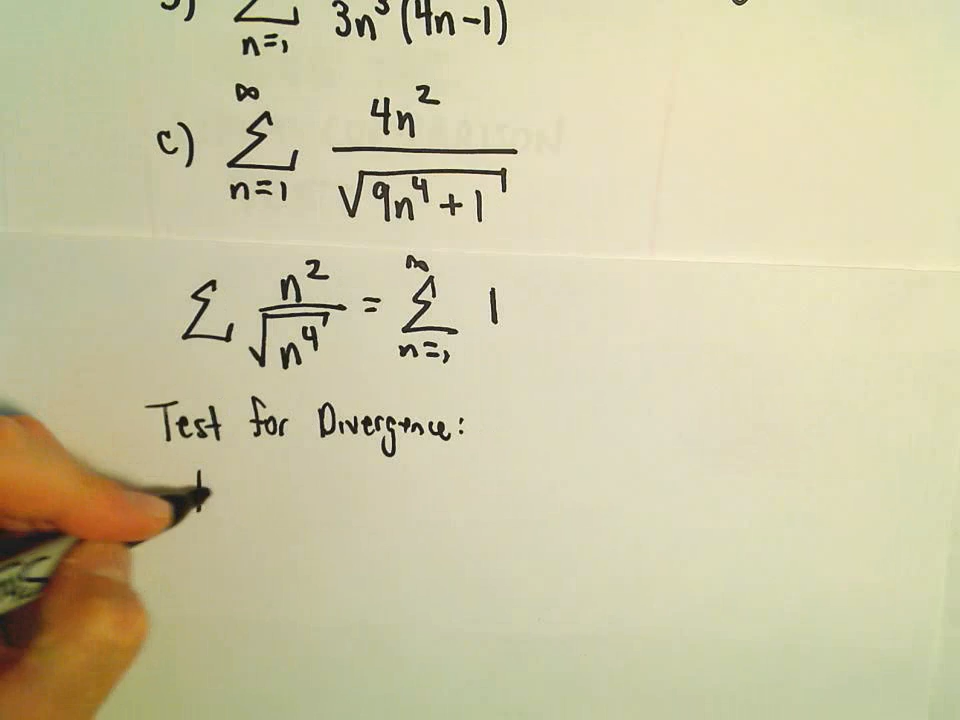 b) Σ n=1 3n³(4n-1)
c) ∞ Σ n=1 4n² / √(9n⁴+1)
Σ n² / √(n⁴) = ∞ Σ n=1 1
Test for Divergence: